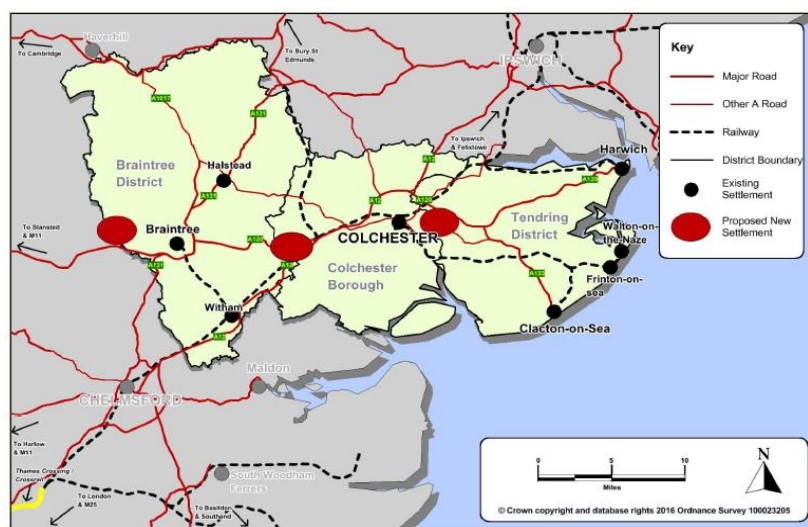 Haverhill
To Cambridge
To Bury St
Edmunds
IPSWICH
A1017
A131
To Ipswich
& Felixstowe
A12
Braintree
District
Halstead
Harwich
A120
A131
A12
A120
Tendring
District
Walton-on-
the-Naze
To Stansted
& M11
Braintree
A120
COLCHESTER
Colchester
Borough
A12
A131
A133
Frinton-on-
sea
Witham
A12
Clacton-on-Sea
Maldon
CHELMSFORD
To Harlow
& M11
Thames Crossing /
Crossrail
South Woodham
Ferrers
To London
& M25
To Basildon
& Southend
Key
Major Road
Other A Road
Railway
District Boundary
Existing
Settlement
Proposed New
Settlement
0 5 10
Miles
N
© Crown copyright and database rights 2016 Ordnance Survey 100023205